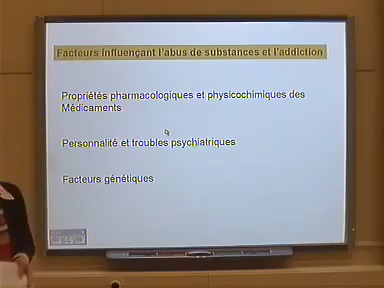 Facteurs influençant l'abus de substances et l'addiction
Propriétés pharmacologiques et physicochimiques des
Médicaments
Personnalité et troubles psychiatriques
Facteurs génétiques